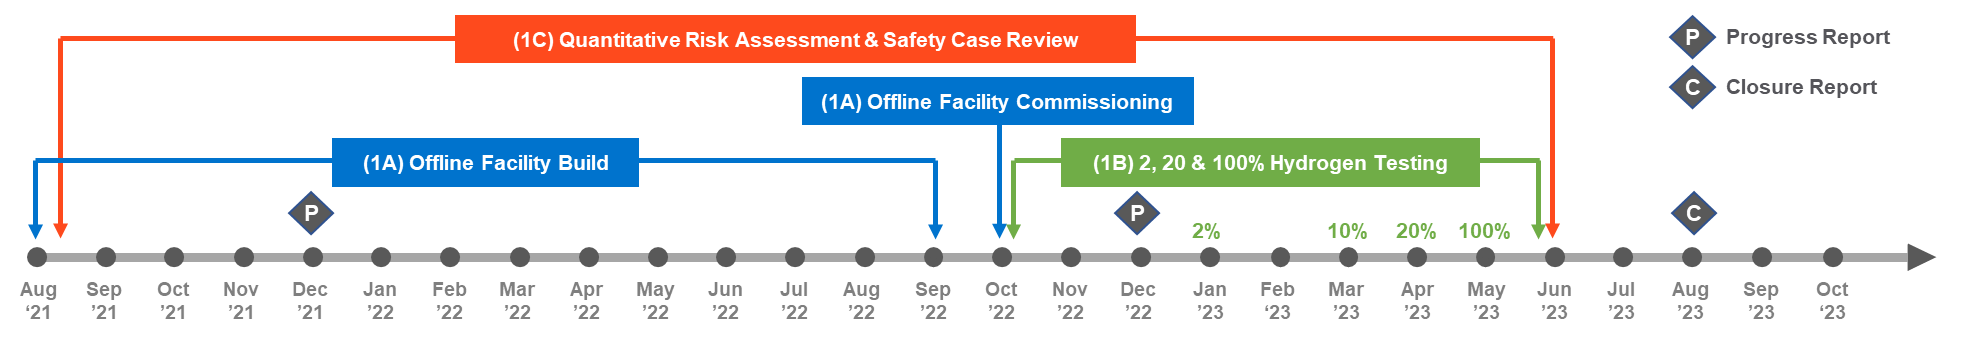 (1C) Quantitative Risk Assessment & Safety Case Review
P Progress Report
C Closure Report
(1A) Offline Facility Commissioning
(1A) Offline Facility Build
(1B) 2, 20 & 100% Hydrogen Testing
P
P
C
2%
10%
20%
100%
Aug
‘21
Sep
’21
Oct
’21
Nov
’21
Dec
’21
Jan
’22
Feb
’22
Mar
’22
Apr
’22
May
’22
Jun
’22
Jul
’22
Aug
’22
Sep
’22
Oct
’22
Nov
’22
Dec
’22
Jan
’23
Feb
’23
Mar
’23
Apr
’23
May
’23
Jun
’23
Jul
’23
Aug
’23
Sep
’23
Oct
‘23